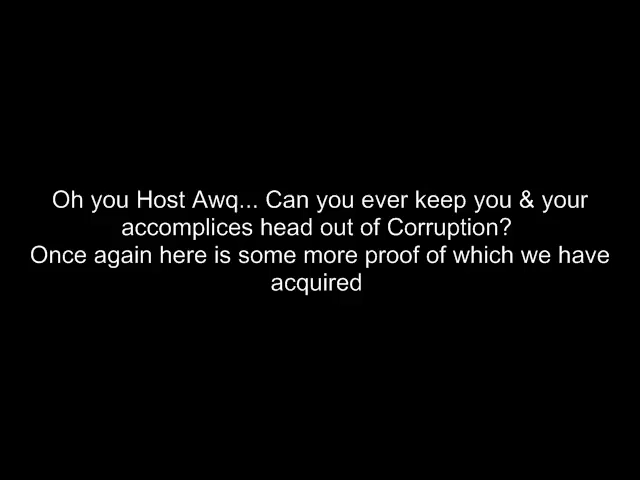 Oh you Host Awq... Can you ever keep you & your
accomplices head out of Corruption?
Once again here is some more proof of which we have
acquired